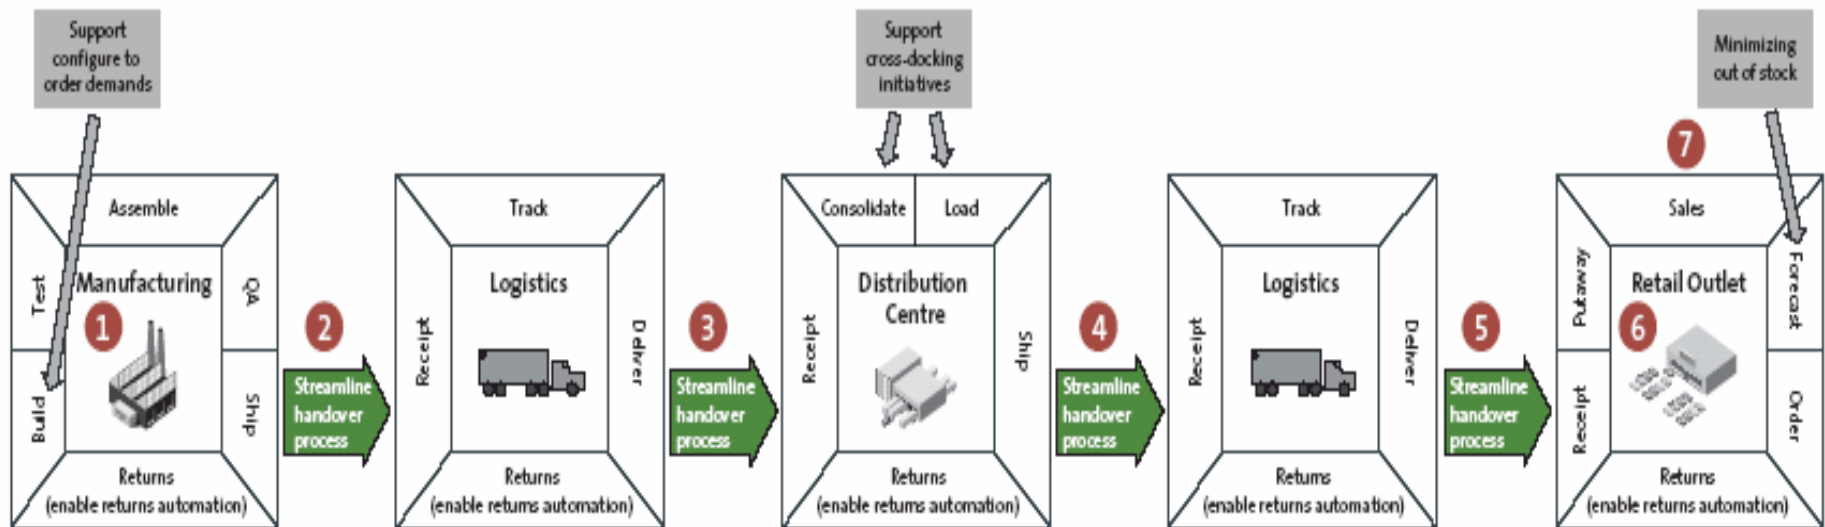 Support
configure to
order demands
Support
cross-docking
initiatives
Minimizing
out of stock
7
Assemble
Track
Consolidate
Load
Track
Sales
Test
Manufacturing
QA
Logistics
Distribution
Centre
Logistics
Putaway
Retail Outlet
Forecast
1
2
3
4
5
6
Receipt
Deliver
Receipt
Ship
Receipt
Deliver
Build
Ship
Streamline
handover
process
Streamline
handover
process
Streamline
handover
process
Streamline
handover
process
Receipt
Order
Returns
(enable returns automation)
Returns
(enable returns automation)
Returns
(enable returns automation)
Returns
(enable returns automation)
Returns
(enable returns automation)